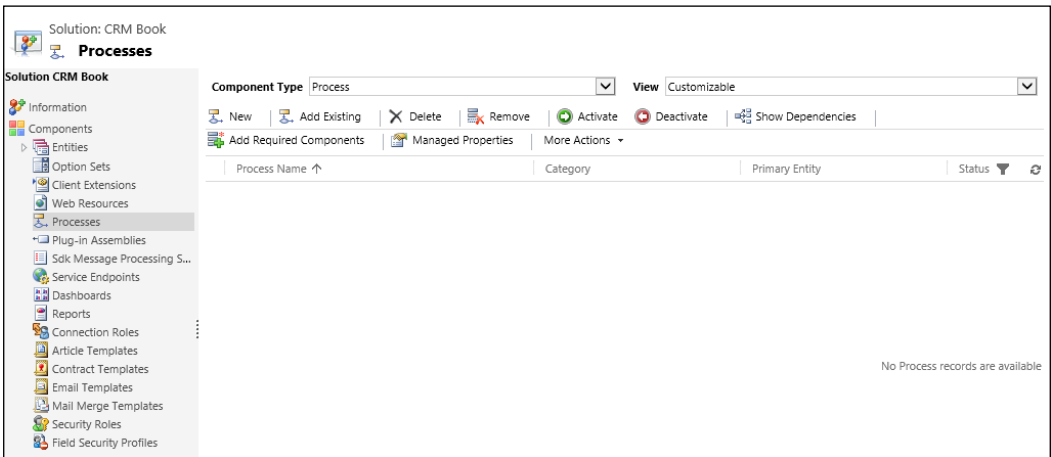 Solution: CRM Book
Processes
Solution CRM Book
Information
Components
Entities
Option Sets
Client Extensions
Web Resources
Processes
Plug-in Assemblies
Sdk Message Processing S...
Service Endpoints
Dashboards
Reports
Connection Roles
Article Templates
Contract Templates
Email Templates
Mail Merge Templates
Security Roles
Field Security Profiles
Component Type Process View Customizable
New Add Existing Delete Remove Activate Deactivate Show Dependencies
Add Required Components Managed Properties More Actions
Process Name Category Primary Entity Status
No Process records are available